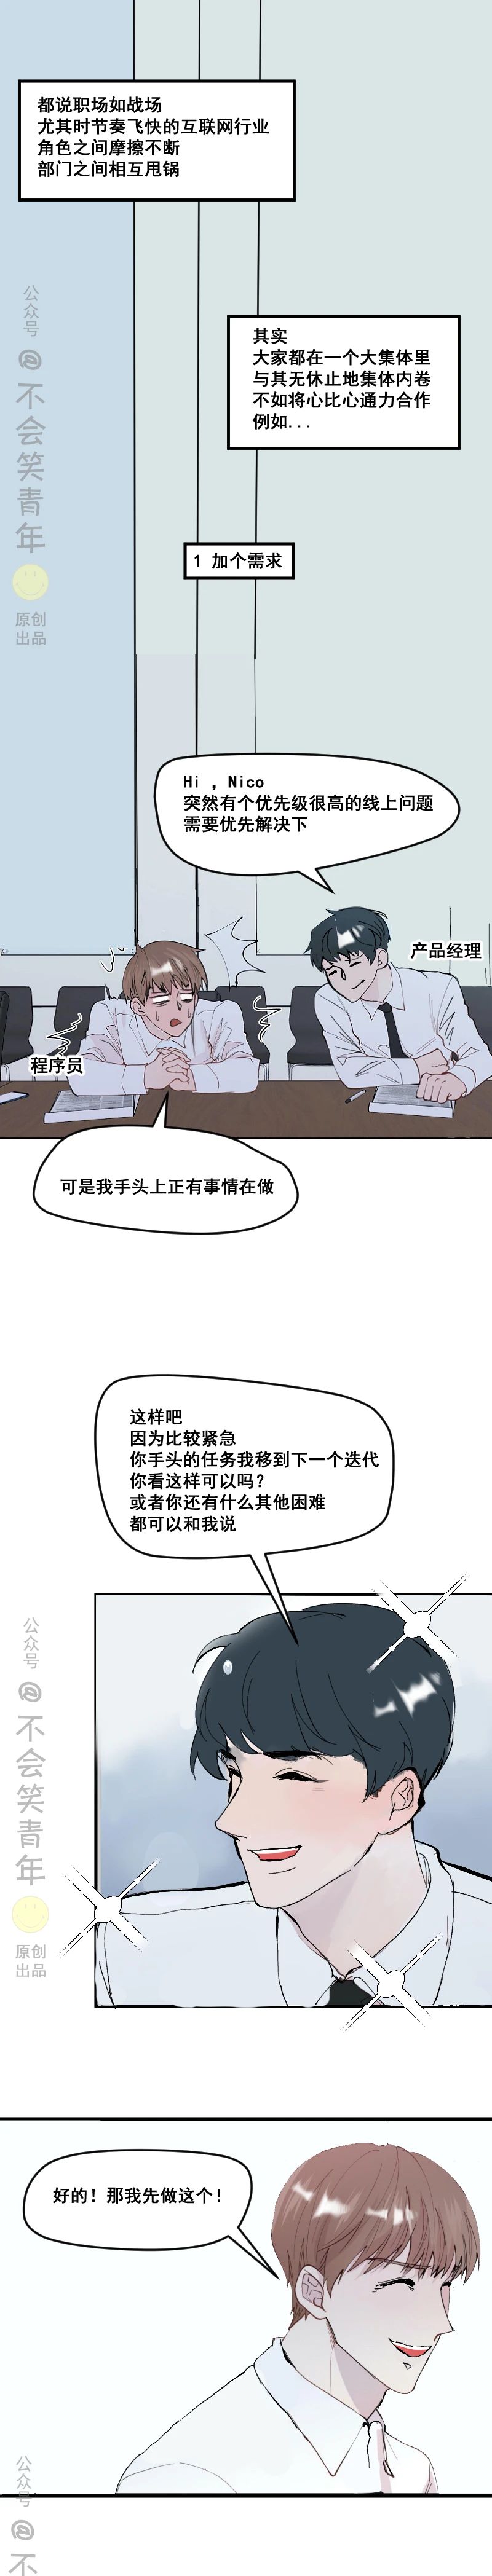 都说职场如战场
尤其时节奏飞快的互联网行业
角色之间摩擦不断
部门之间相互甩锅
公众号
@不会笑青年
原创
出品
其实
大家都在一个大集体里
与其无休止地集体内卷
不如将心比心通力合作
例如...
1 加个需求
Hi ，Nico
突然有个优先级很高的线上问题
需要优先解决下
产品经理
程序员
可是我手头上正有事情在做
这样吧
因为比较紧急
你手头的任务我移到下一个迭代
你看这样可以吗？
或者你还有什么其他困难
都可以和我说
公众号
@不会笑青年
原创
出品
好的！那我先做这个！
公众号
@不